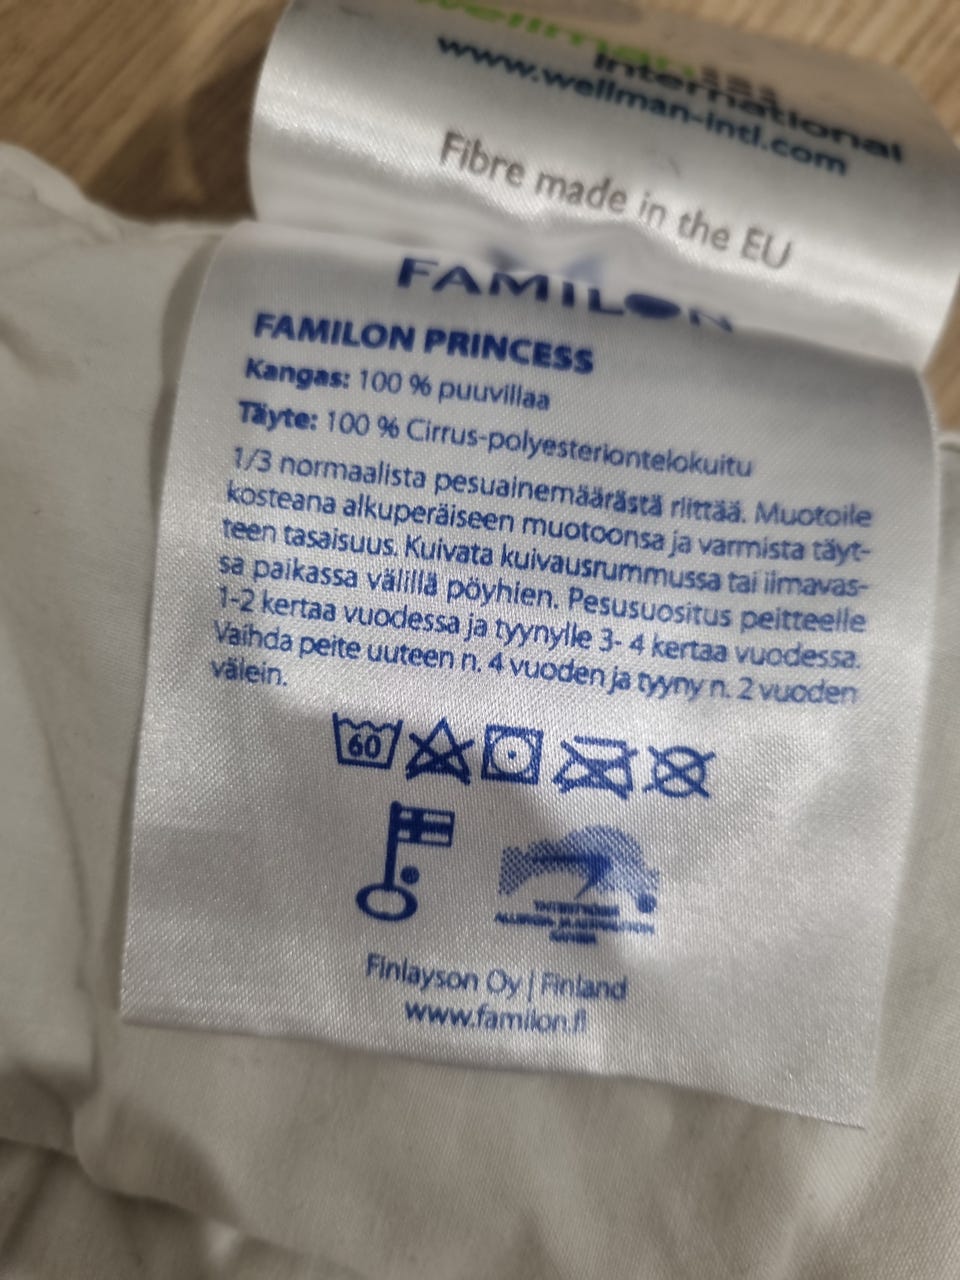 wellman
international
www.wellman-intl.com
Fibre made in the EU
FAMILON
FAMILON PRINCESS
Kangas: 100 % puuvillaa
Täyte: 100 % Cirrus-polyesteriontelokuitu
1/3 normaalista pesuainemäärästä riittää. Muotoile
kosteana alkuperäiseen muotoonsa ja varmista täyt-
teen tasaisuus. Kuivata kuivausrummussa tai ilmavas-
sa paikassa välillä pöyhien. Pesusuositus peitteelle
1-2 kertaa vuodessa ja tyynylle 3- 4 kertaa vuodessa.
Vaihda peite uuteen n. 4 vuoden ja tyyny n. 2 vuoden
välein.
60
Finlayson Oy | Finland
www.familon.fi